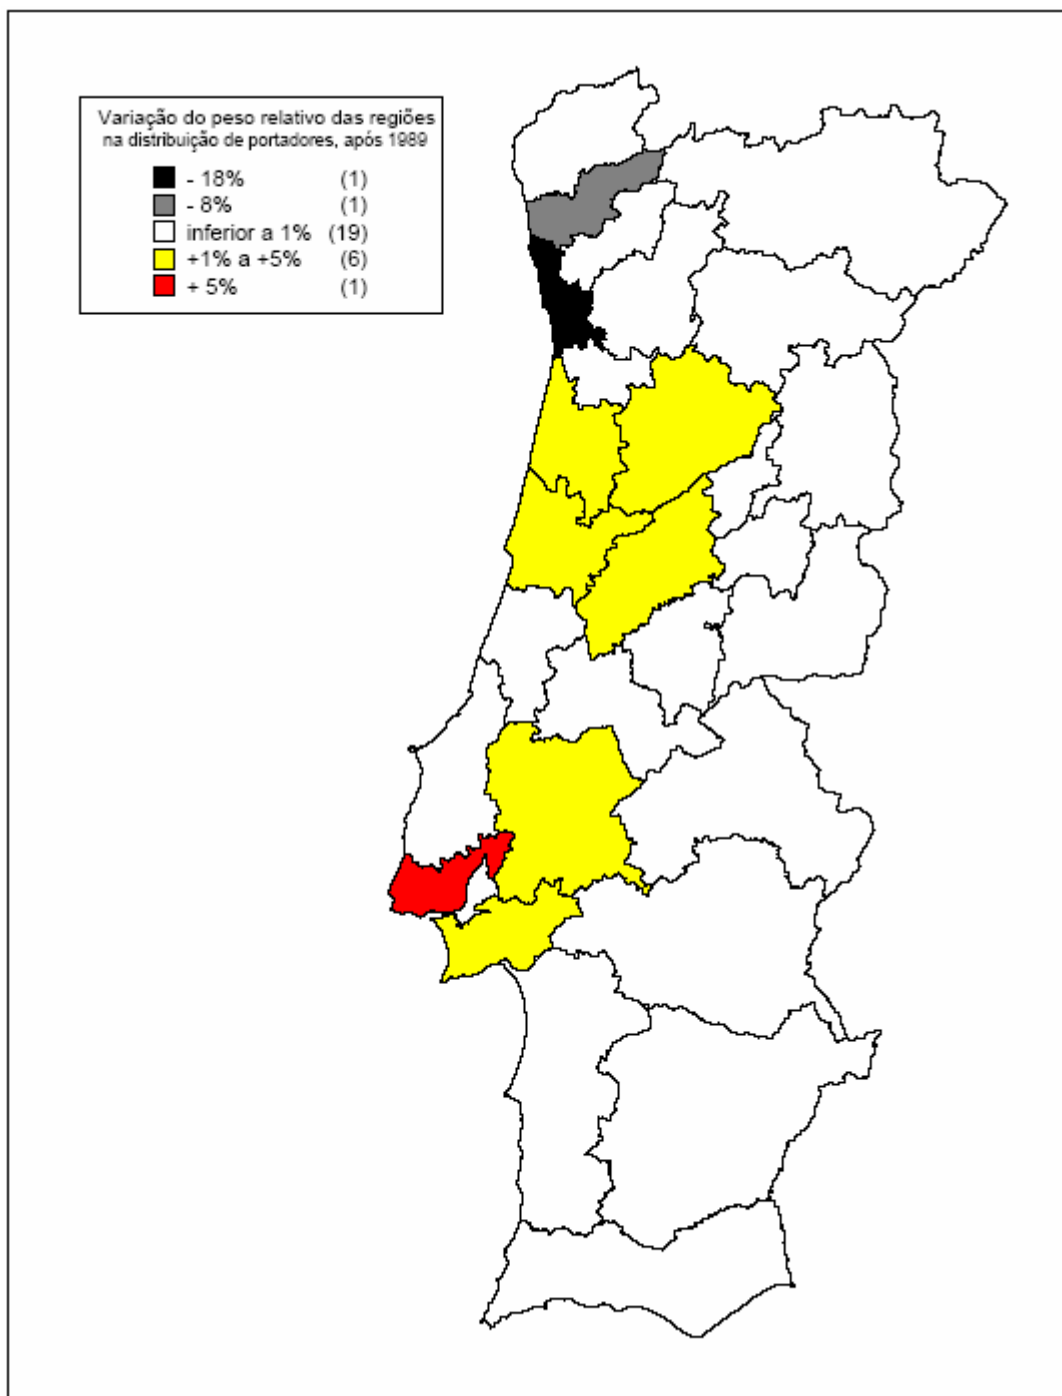 Variação do peso relativo das regiões
na distribuição de portadores, após 1989
- 18% (1)
- 8% (1)
inferior a 1% (19)
+1% a +5% (6)
+ 5% (1)